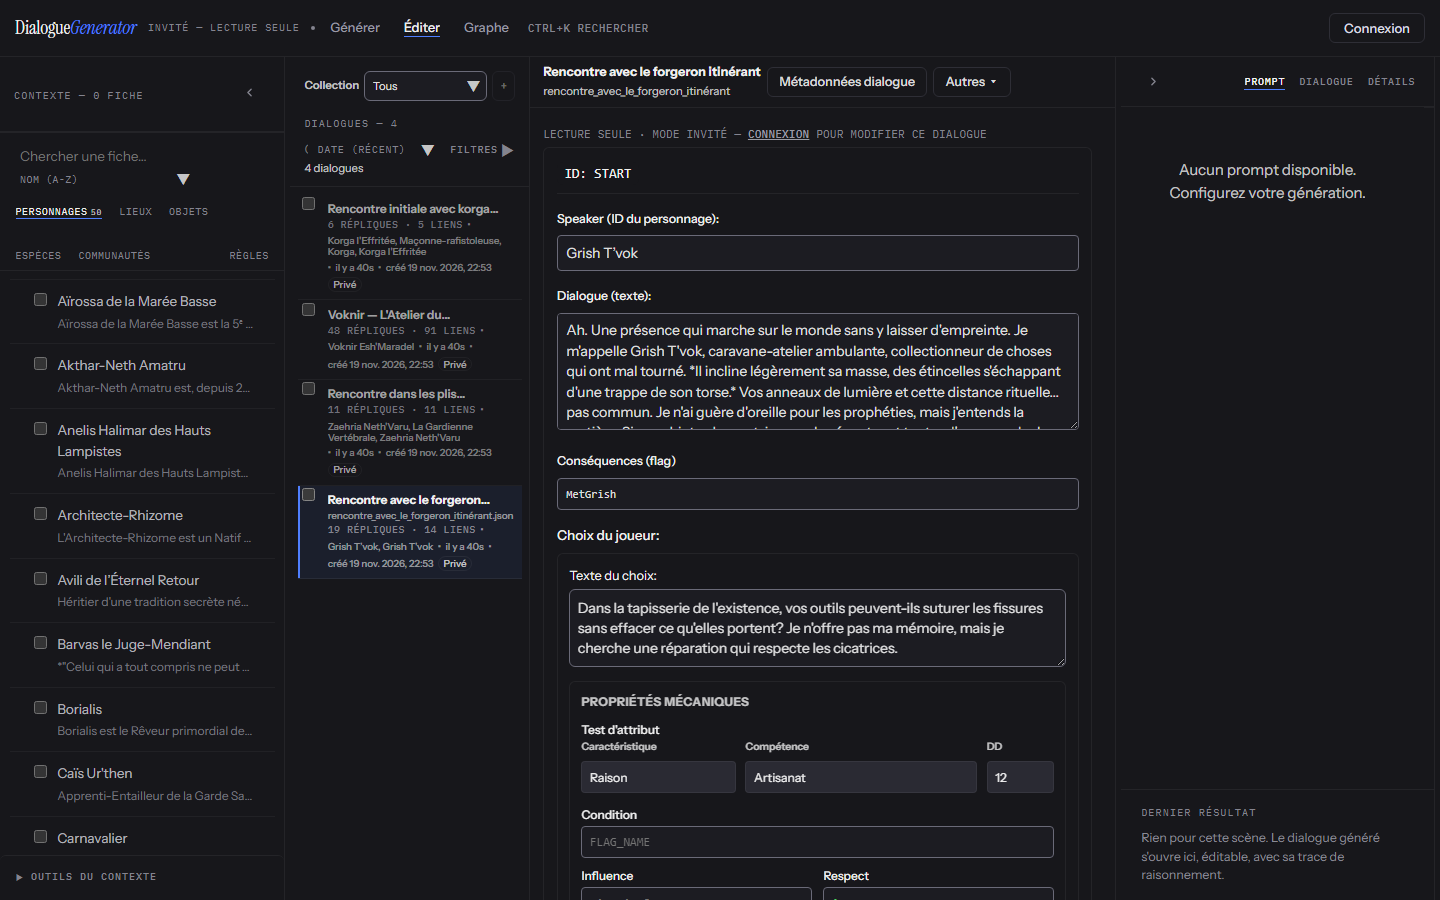 DialogueGenerator INVITÉ — LECTURE SEULE • Générer Éditer Graphe CTRL+K RECHERCHER Connexion
CONTEXTE — 0 FICHE
Chercher une fiche...
NOM (A-Z)
PERSONNAGES 50 LIEUX OBJETS
ESPÈCES COMMUNAUTÉS RÈGLES
Aïrossa de la Marée Basse
Aïrossa de la Marée Basse est la 5ᵉ ...
Akthar-Neth Amatru
Akthar-Neth Amatru est, depuis 2...
Anelis Halimar des Hauts
Lampistes
Anelis Halimar des Hauts Lampist...
Architecte-Rhizome
L'Architecte-Rhizome est un Natif ...
Avili de l'Éternel Retour
Héritier d'une tradition secrète né...
Barvas le Juge-Mendiant
*"Celui qui a tout compris ne peut ...
Borialis
Borialis est le Rêveur primordial de...
Caïs Ur'then
Apprenti-Entailleur de la Garde Sa...
Carnavalier
▶ OUTILS DU CONTEXTE
Collection Tous +
DIALOGUES — 4
( DATE (RÉCENT) FILTRES
4 dialogues
Rencontre initiale avec korga...
6 RÉPLIQUES · 5 LIENS •
Korga l'Effritée, Maçonne-rafistoleuse,
Korga, Korga l'Effritée
• il y a 40s • créé 19 nov. 2026, 22:53
Privé
Voknir — L'Atelier du...
48 RÉPLIQUES · 91 LIENS •
Voknir Esh'Maradel • il y a 40s •
créé 19 nov. 2026, 22:53 Privé
Rencontre dans les plis...
11 RÉPLIQUES · 11 LIENS •
Zaehria Neth'Varu, La Gardienne
Vertébrale, Zaehria Neth'Varu
• il y a 40s • créé 19 nov. 2026, 22:53
Privé
Rencontre avec le forgeron...
rencontre_avec_le_forgeron_itinérant.json
19 RÉPLIQUES · 14 LIENS •
Grish T'vok, Grish T'vok • il y a 40s •
créé 19 nov. 2026, 22:53 Privé
Rencontre avec le forgeron itinérant
rencontre_avec_le_forgeron_itinérant
Métadonnées dialogue Autres
LECTURE SEULE · MODE INVITÉ — CONNEXION POUR MODIFIER CE DIALOGUE
ID: START
Speaker (ID du personnage):
Grish T'vok
Dialogue (texte):
Ah. Une présence qui marche sur le monde sans y laisser d'empreinte. Je
m'appelle Grish T'vok, caravane-atelier ambulante, collectionneur de choses
qui ont mal tourné. *Il incline légèrement sa masse, des étincelles s'échappant
d'une trappe de son torse.* Vos anneaux de lumière et cette distance rituelle...
pas commun. Je n'ai guère d'oreille pour les prophéties, mais j'entends la
Conséquences (flag)
MetGrish
Choix du joueur:
Texte du choix:
Dans la tapisserie de l'existence, vos outils peuvent-ils suturer les fissures
sans effacer ce qu'elles portent? Je n'offre pas ma mémoire, mais je
cherche une réparation qui respecte les cicatrices.
PROPRIÉTÉS MÉCANIQUES
Test d'attribut
Caractéristique Compétence DD
Raison Artisanat 12
Condition
FLAG_NAME
Influence Respect
PROMPT DIALOGUE DÉTAILS
Aucun prompt disponible.
Configurez votre génération.
DERNIER RÉSULTAT
Rien pour cette scène. Le dialogue généré
s'ouvre ici, éditable, avec sa trace de
raisonnement.